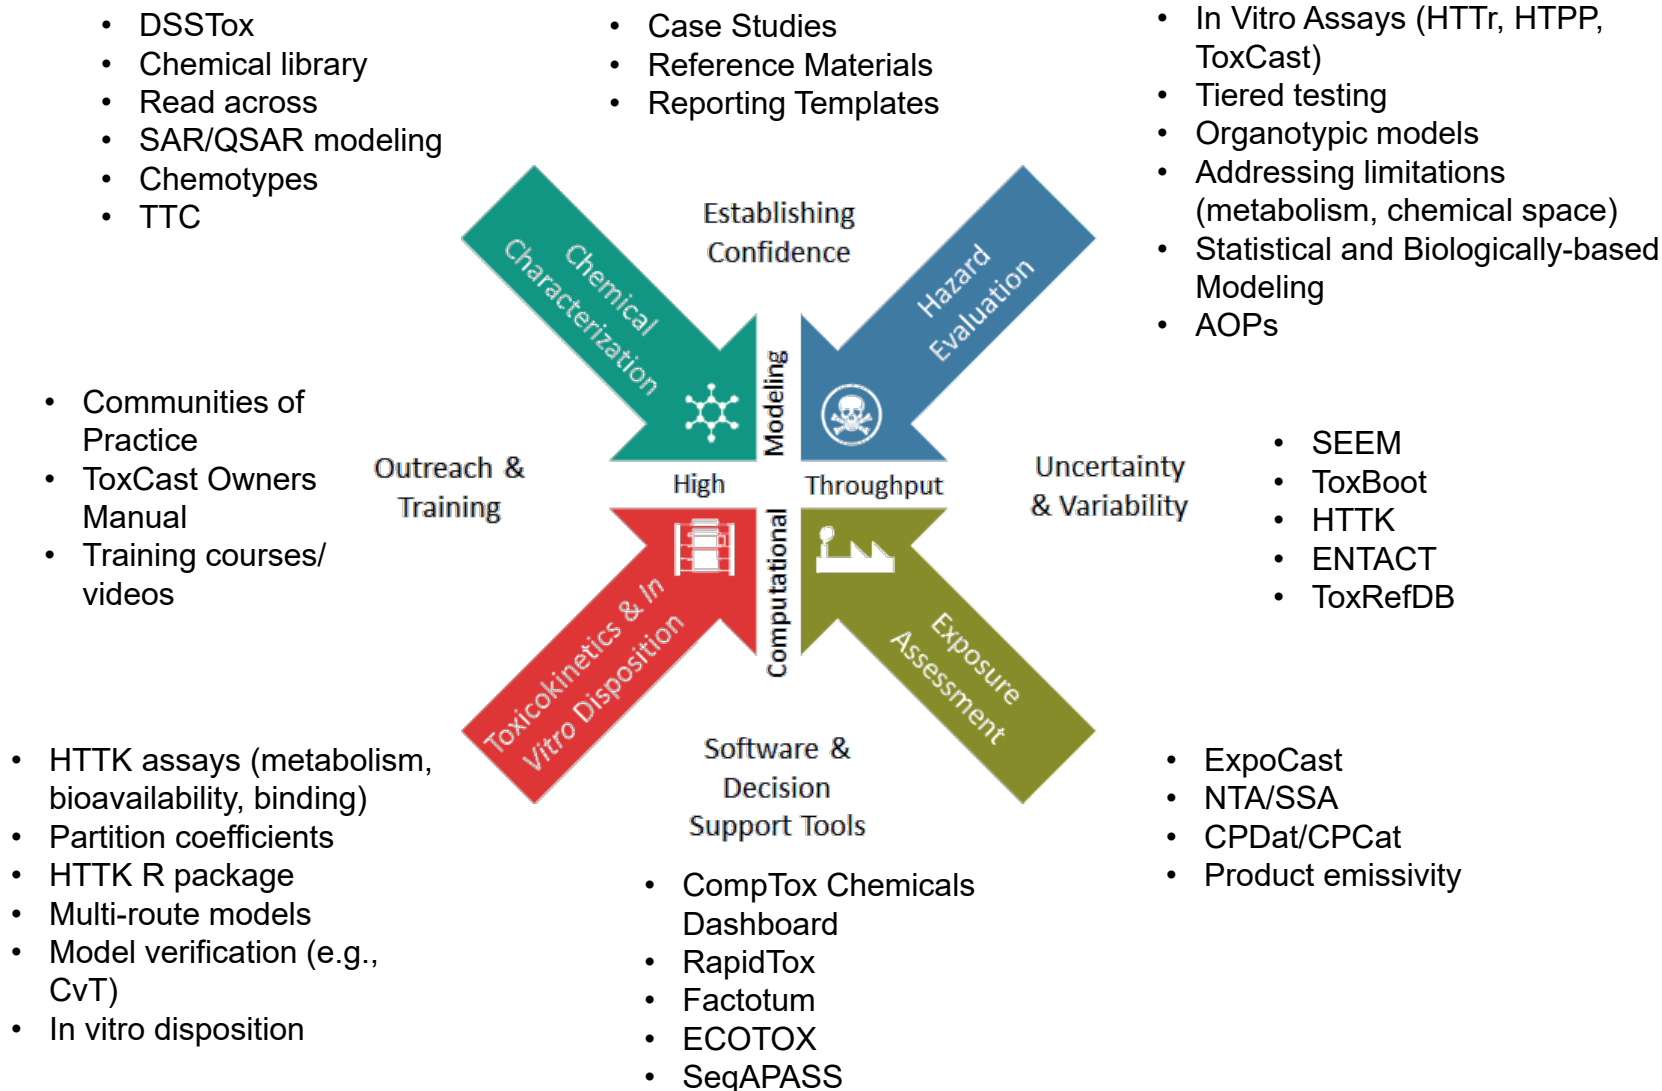 • DSSTox
• Chemical library
• Read across
• SAR/QSAR modeling
• Chemotypes
• TTC
• Case Studies
• Reference Materials
• Reporting Templates
• In Vitro Assays (HTTr, HTPP,
ToxCast)
• Tiered testing
• Organotypic models
• Addressing limitations
(metabolism, chemical space)
• Statistical and Biologically-based
Modeling
• AOPs
Chemical
Characterization
Establishing
Confidence
Hazard
Evaluation
• Communities of
Practice
• ToxCast Owners
Manual
• Training courses/
videos
Outreach &
Training
Modeling
High
Throughput
Computational
Uncertainty
& Variability
• SEEM
• ToxBoot
• HTTK
• ENTACT
• ToxRefDB
Toxicokinetics & In
Vitro Disposition
Exposure
Assessment
• HTTK assays (metabolism,
bioavailability, binding)
• Partition coefficients
• HTTK R package
• Multi-route models
• Model verification (e.g.,
CvT)
• In vitro disposition
Software &
Decision
Support Tools
• CompTox Chemicals
Dashboard
• RapidTox
• Factotum
• ECOTOX
• SeqAPASS
• ExpoCast
• NTA/SSA
• CPDat/CPCat
• Product emissivity